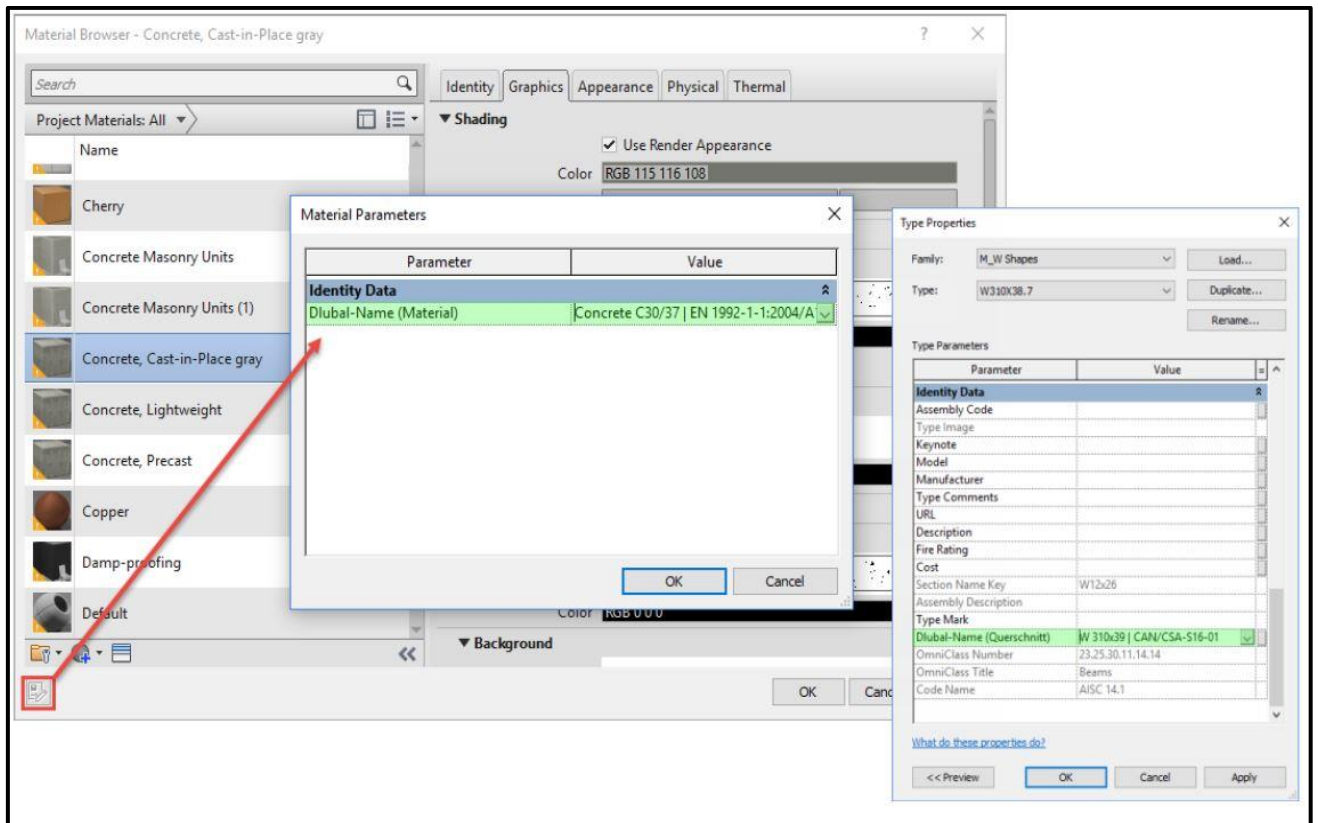 Material Browser - Concrete, Cast-in-Place gray
?
Search
Project Materials: All
Name
Cherry
Concrete Masonry Units
Concrete Masonry Units (1)
Concrete, Cast-in-Place gray
Concrete, Lightweight
Concrete, Precast
Copper
Damp-proofing
Default
Identity Graphics Appearance Physical Thermal
Shading
Use Render Appearance
Color RGB 115 116 108
Color RGB 0 0 0
Background
OK
Material Parameters
Parameter Value
Identity Data
Dlubal-Name (Material) Concrete C30/37 | EN 1992-1-1:2004/A
OK Cancel
Type Properties
Family: M_W Shapes Load...
Type: W310X38.7 Duplicate...
Rename...
Type Parameters
Parameter Value =
Identity Data
Assembly Code
Type Image
Keynote
Model
Manufacturer
Type Comments
URL
Description
Fire Rating
Cost
Section Name Key W12x26
Assembly Description
Type Mark
Dlubal-Name (Querschnitt) W 310x39 | CAN/CSA-S16-01
OmniClass Number 23.25.30.11.14.14
OmniClass Title Beams
Code Name AISC 14.1
What do these properties do?
<< Preview OK Cancel Apply